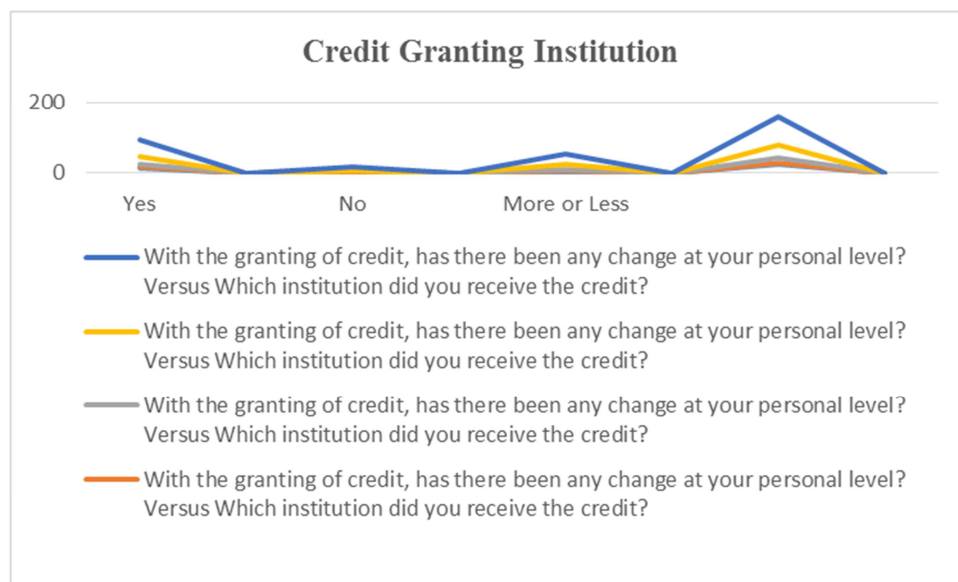 Credit Granting Institution
200
0
Yes No More or Less
With the granting of credit, has there been any change at your personal level?
Versus Which institution did you receive the credit?
With the granting of credit, has there been any change at your personal level?
Versus Which institution did you receive the credit?
With the granting of credit, has there been any change at your personal level?
Versus Which institution did you receive the credit?
With the granting of credit, has there been any change at your personal level?
Versus Which institution did you receive the credit?